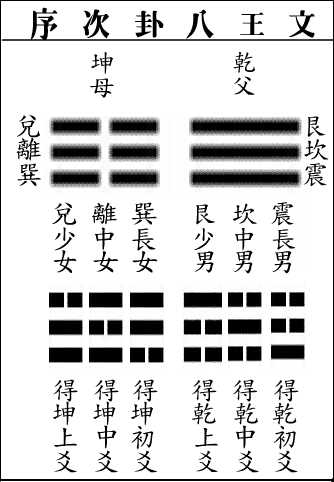 文王八卦次序
乾父
坤母
艮坎震
兌離巽
震長男
坎中男
艮少男
巽長女
離中女
兌少女
得乾初爻
得乾中爻
得乾上爻
得坤初爻
得坤中爻
得坤上爻